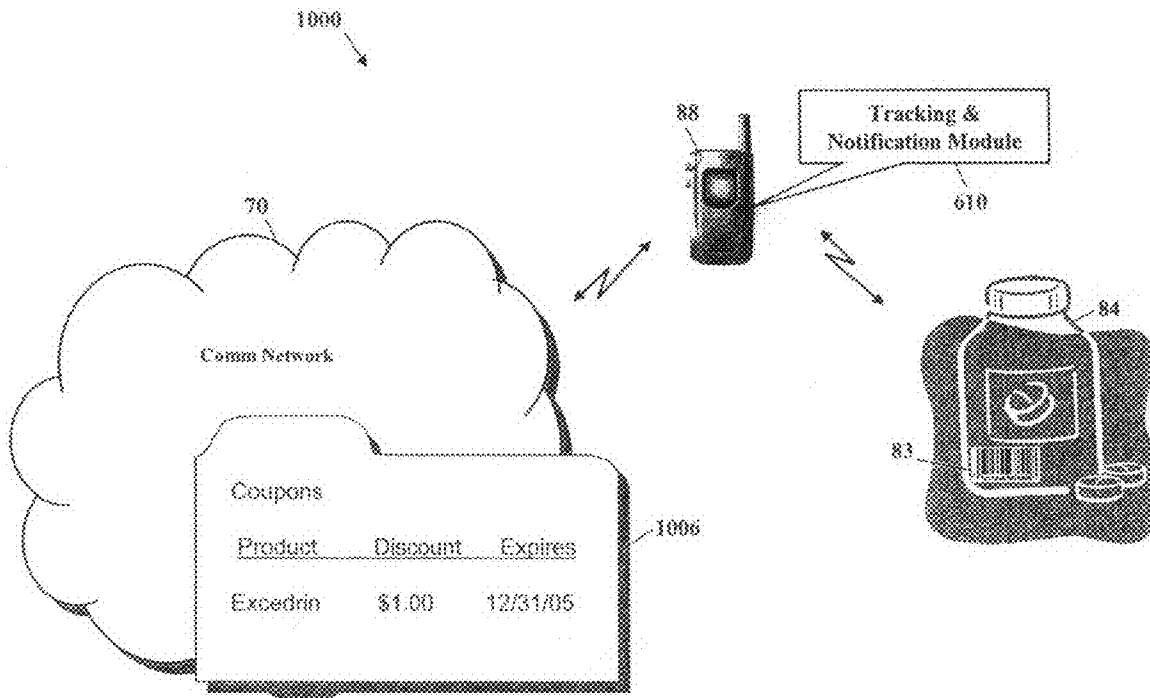 1000
88
Tracking &
Notification Module
610
70
84
Comm Network
83
Coupons
Product Discount Expires
Excedrin $1.00 12/31/05
1006